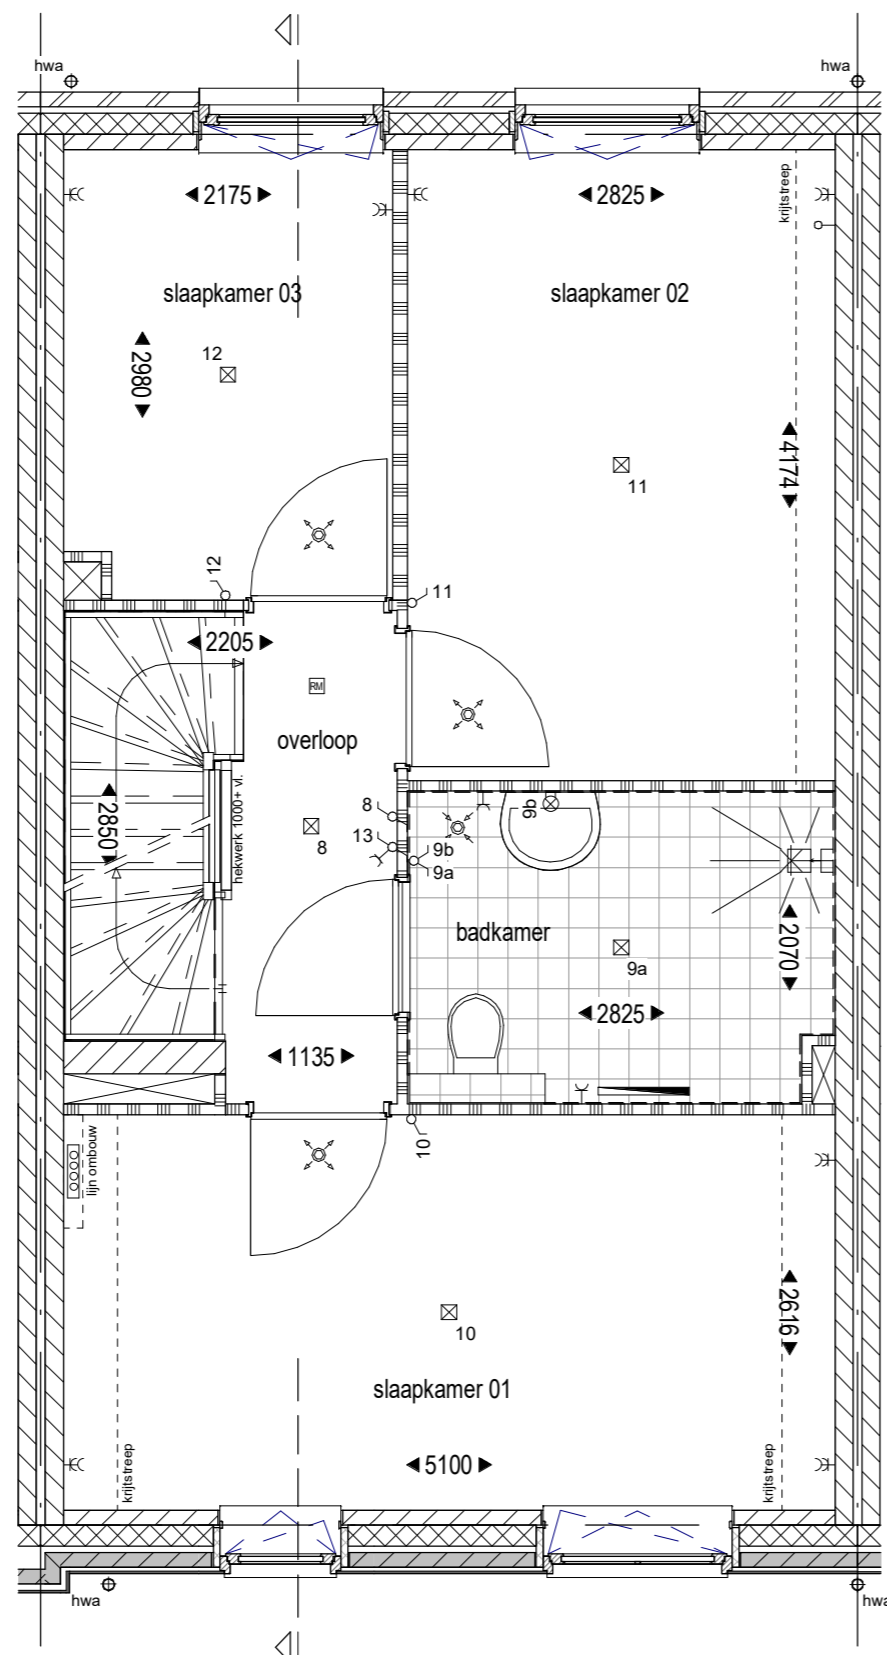 hwa
hwa
2175
2825
krijtstreep
slaapkamer 03
slaapkamer 02
12
2980
4174
11
12
11
2205
RM
overloop
hekwerk 1000+ vl.
2850
8
13
8
9b
9a
9b
badkamer
9a
2070
2825
1135
10
lijn ombouw
10
2616
slaapkamer 01
krijtstreep
5100
krijtstreep
hwa
hwa